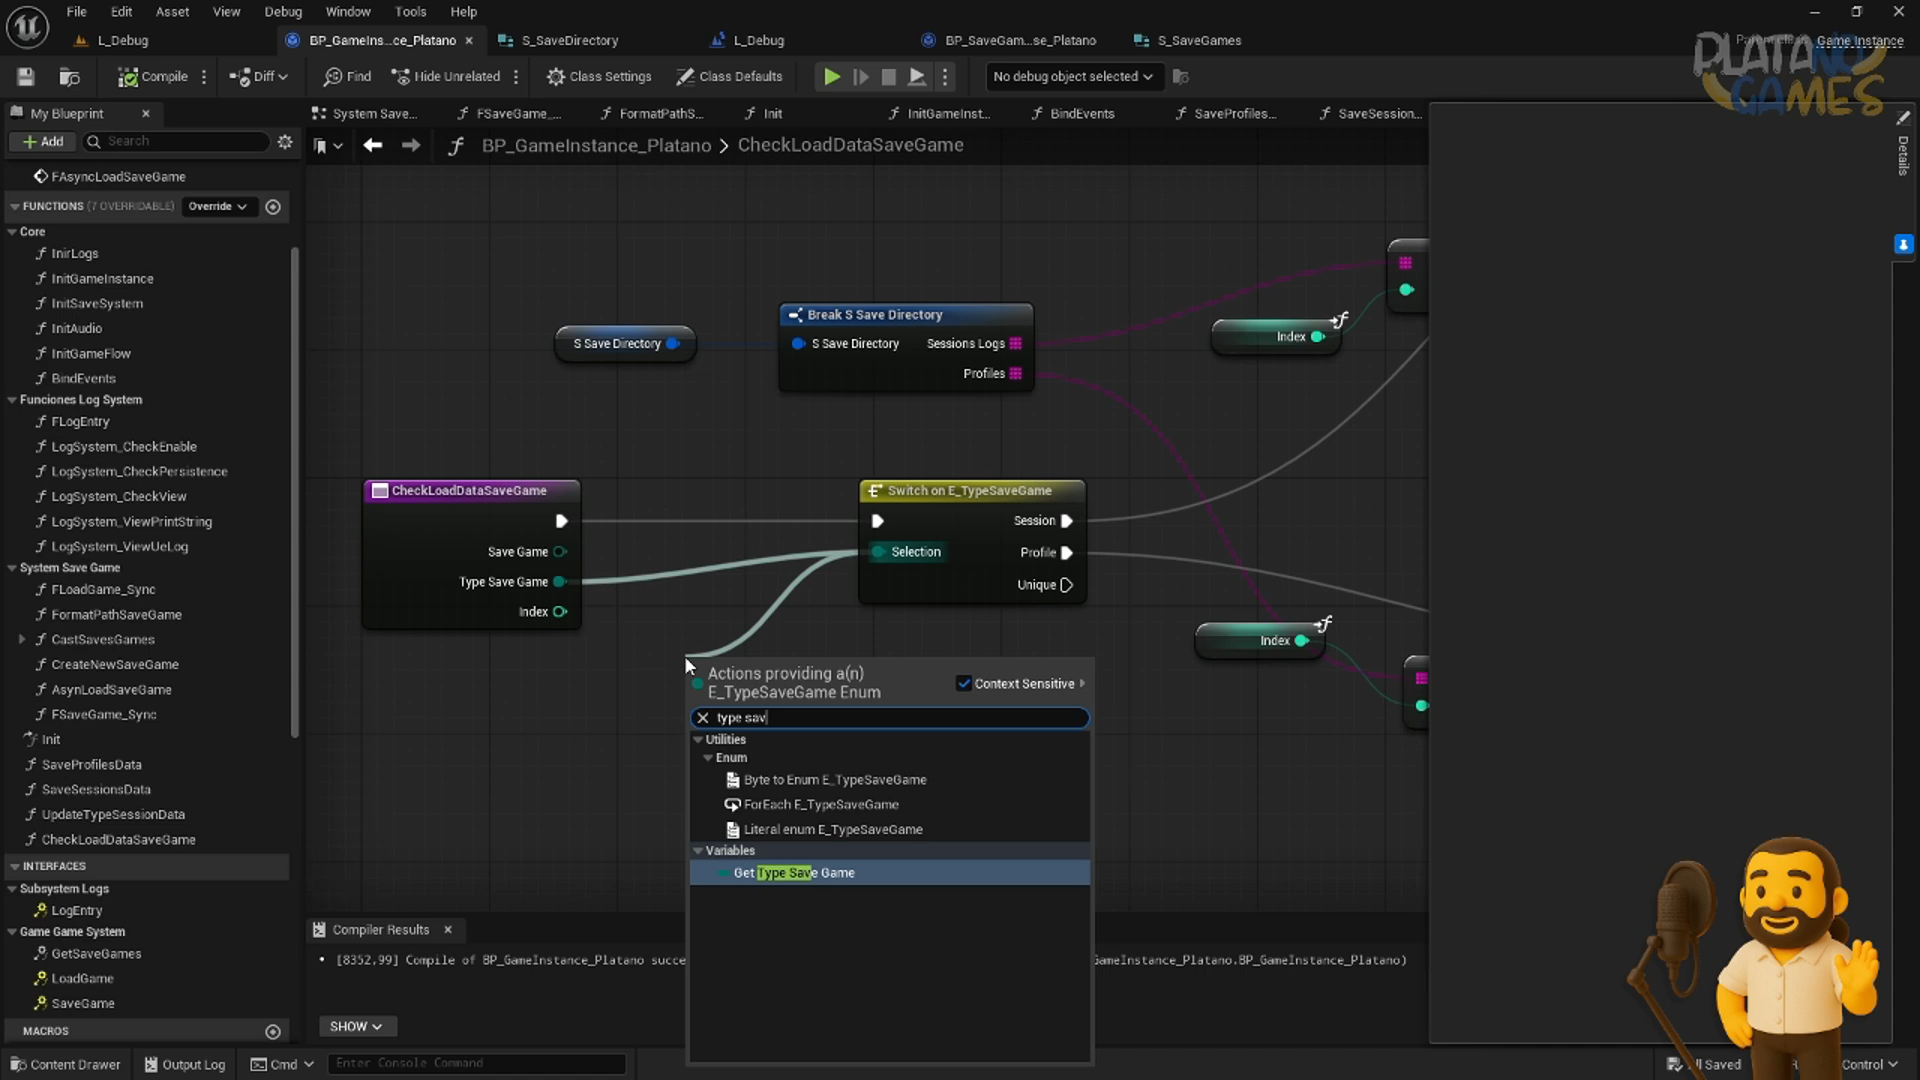 File Edit Asset View Debug Window Tools Help
L_Debug
BP_GameIns...ce_Platano
S_SaveDirectory
L_Debug
BP_SaveGam...se_Platano
S_SaveGames
Game Instance
PLATANO
GAMES
Compile
Diff
Find
Hide Unrelated
Class Settings
Class Defaults
No debug object selected
My Blueprint
System Save...
FSaveGame_...
FormatPathS...
Init
InitGameInst...
BindEvents
SaveProfiles...
SaveSession...
Add
Search
BP_GameInstance_Platano > CheckLoadDataSaveGame
Details
FAsyncLoadSaveGame
FUNCTIONS (7 OVERRIDABLE)
Override
Core
InirLogs
InitGameInstance
InitSaveSystem
InitAudio
InitGameFlow
BindEvents
Funciones Log System
FLogEntry
LogSystem_CheckEnable
LogSystem_CheckPersistence
LogSystem_CheckView
LogSystem_ViewPrintString
LogSystem_ViewUeLog
System Save Game
FLoadGame_Sync
FormatPathSaveGame
CastSavesGames
CreateNewSaveGame
AsynLoadSaveGame
FSaveGame_Sync
Init
SaveProfilesData
SaveSessionsData
UpdateTypeSessionData
CheckLoadDataSaveGame
INTERFACES
Subsystem Logs
LogEntry
Game Game System
GetSaveGames
LoadGame
SaveGame
MACROS
S Save Directory
Break S Save Directory
S Save Directory
Sessions Logs
Profiles
Index
CheckLoadDataSaveGame
Save Game
Type Save Game
Index
Switch on E_TypeSaveGame
Selection
Session
Profile
Unique
Index
Actions providing a(n)
E_TypeSaveGame Enum
Context Sensitive
type sav
Utilities
Enum
Byte to Enum E_TypeSaveGame
ForEach E_TypeSaveGame
Literal enum E_TypeSaveGame
Variables
Get Type Save Game
Compiler Results
[8352,99] Compile of BP_GameInstance_Platano succe
GameInstance_Platano.BP_GameInstance_Platano)
SHOW
Content Drawer
Output Log
Cmd
Enter Console Command
Saved
Control